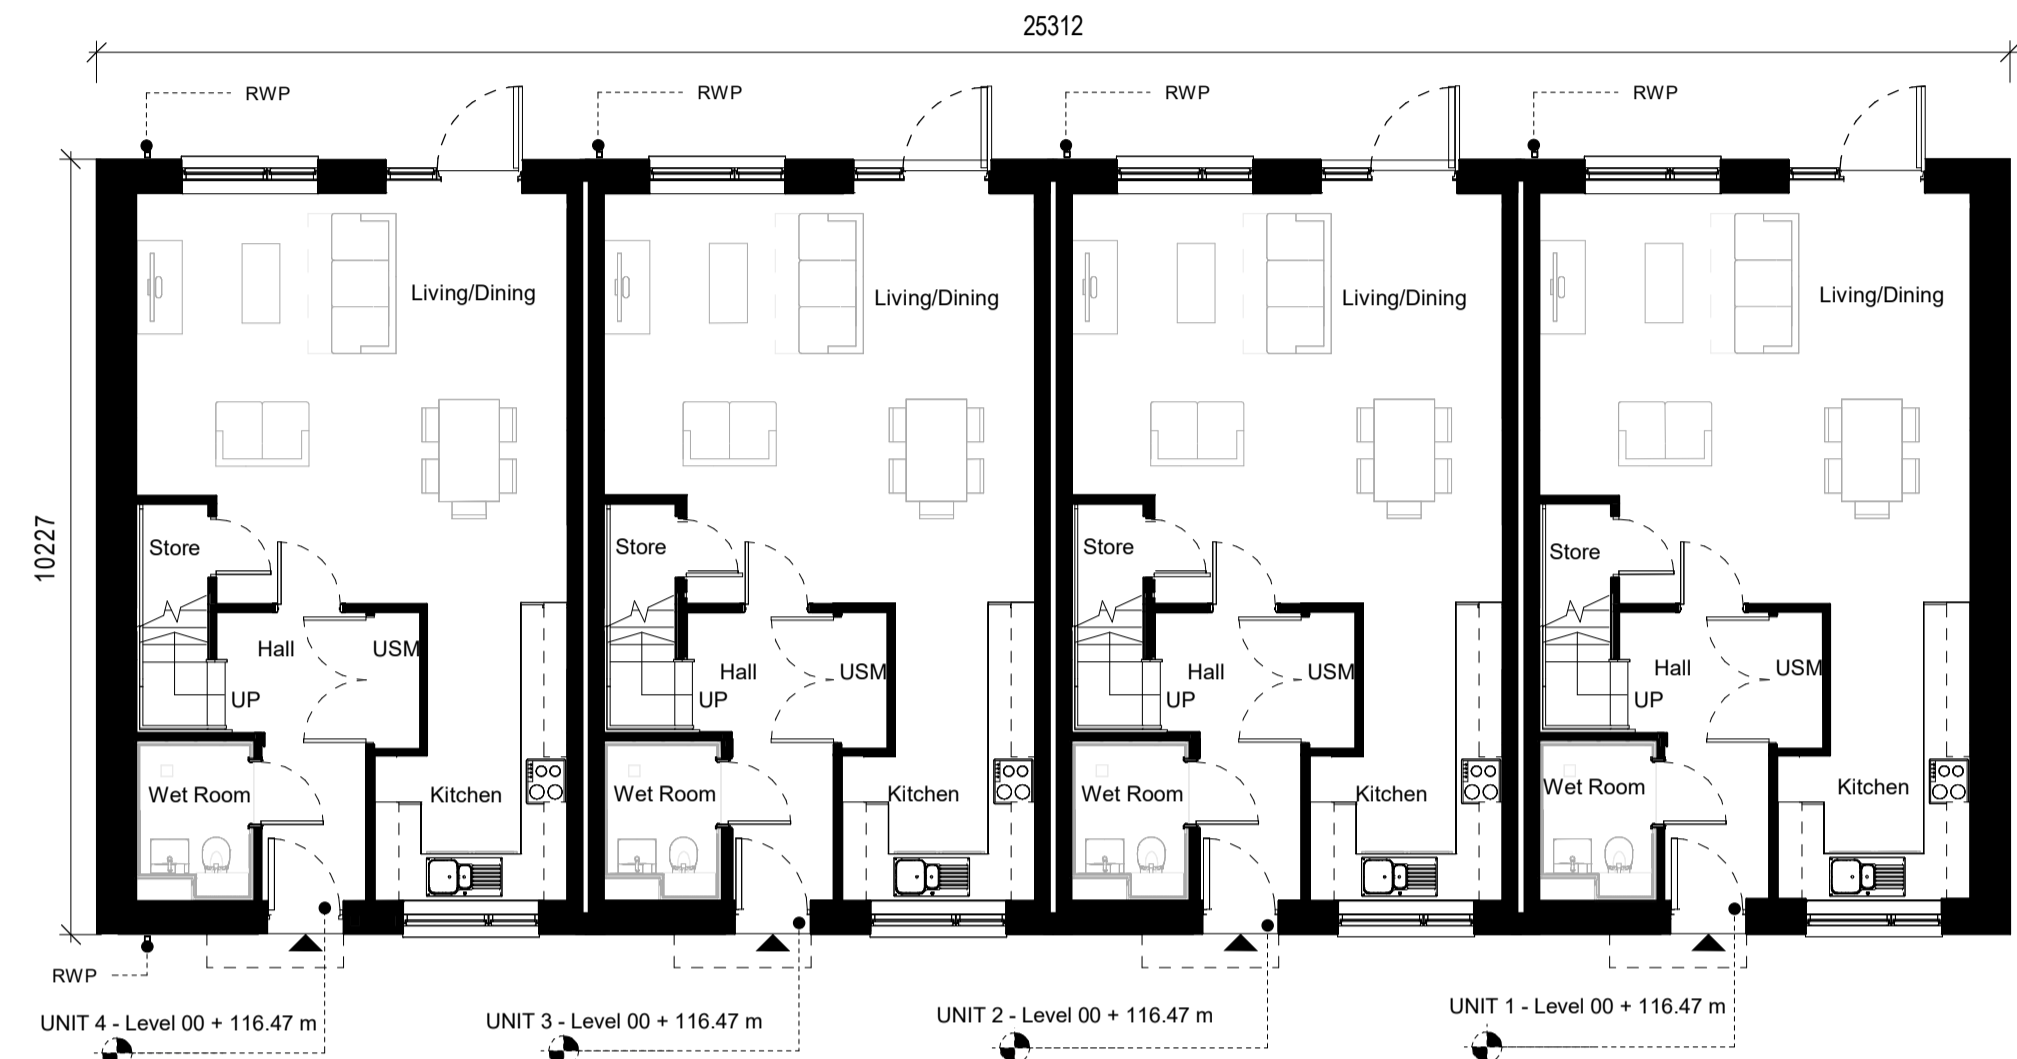 25312
RWP
RWP
RWP
RWP
Living/Dining
Living/Dining
Living/Dining
Living/Dining
10227
Store
Store
Store
Store
Hall
USM
Hall
USM
Hall
USM
Hall
USM
UP
UP
UP
UP
Wet Room
Kitchen
Wet Room
Kitchen
Wet Room
Kitchen
Wet Room
Kitchen
RWP
UNIT 4 - Level 00 + 116.47 m
UNIT 3 - Level 00 + 116.47 m
UNIT 2 - Level 00 + 116.47 m
UNIT 1 - Level 00 + 116.47 m